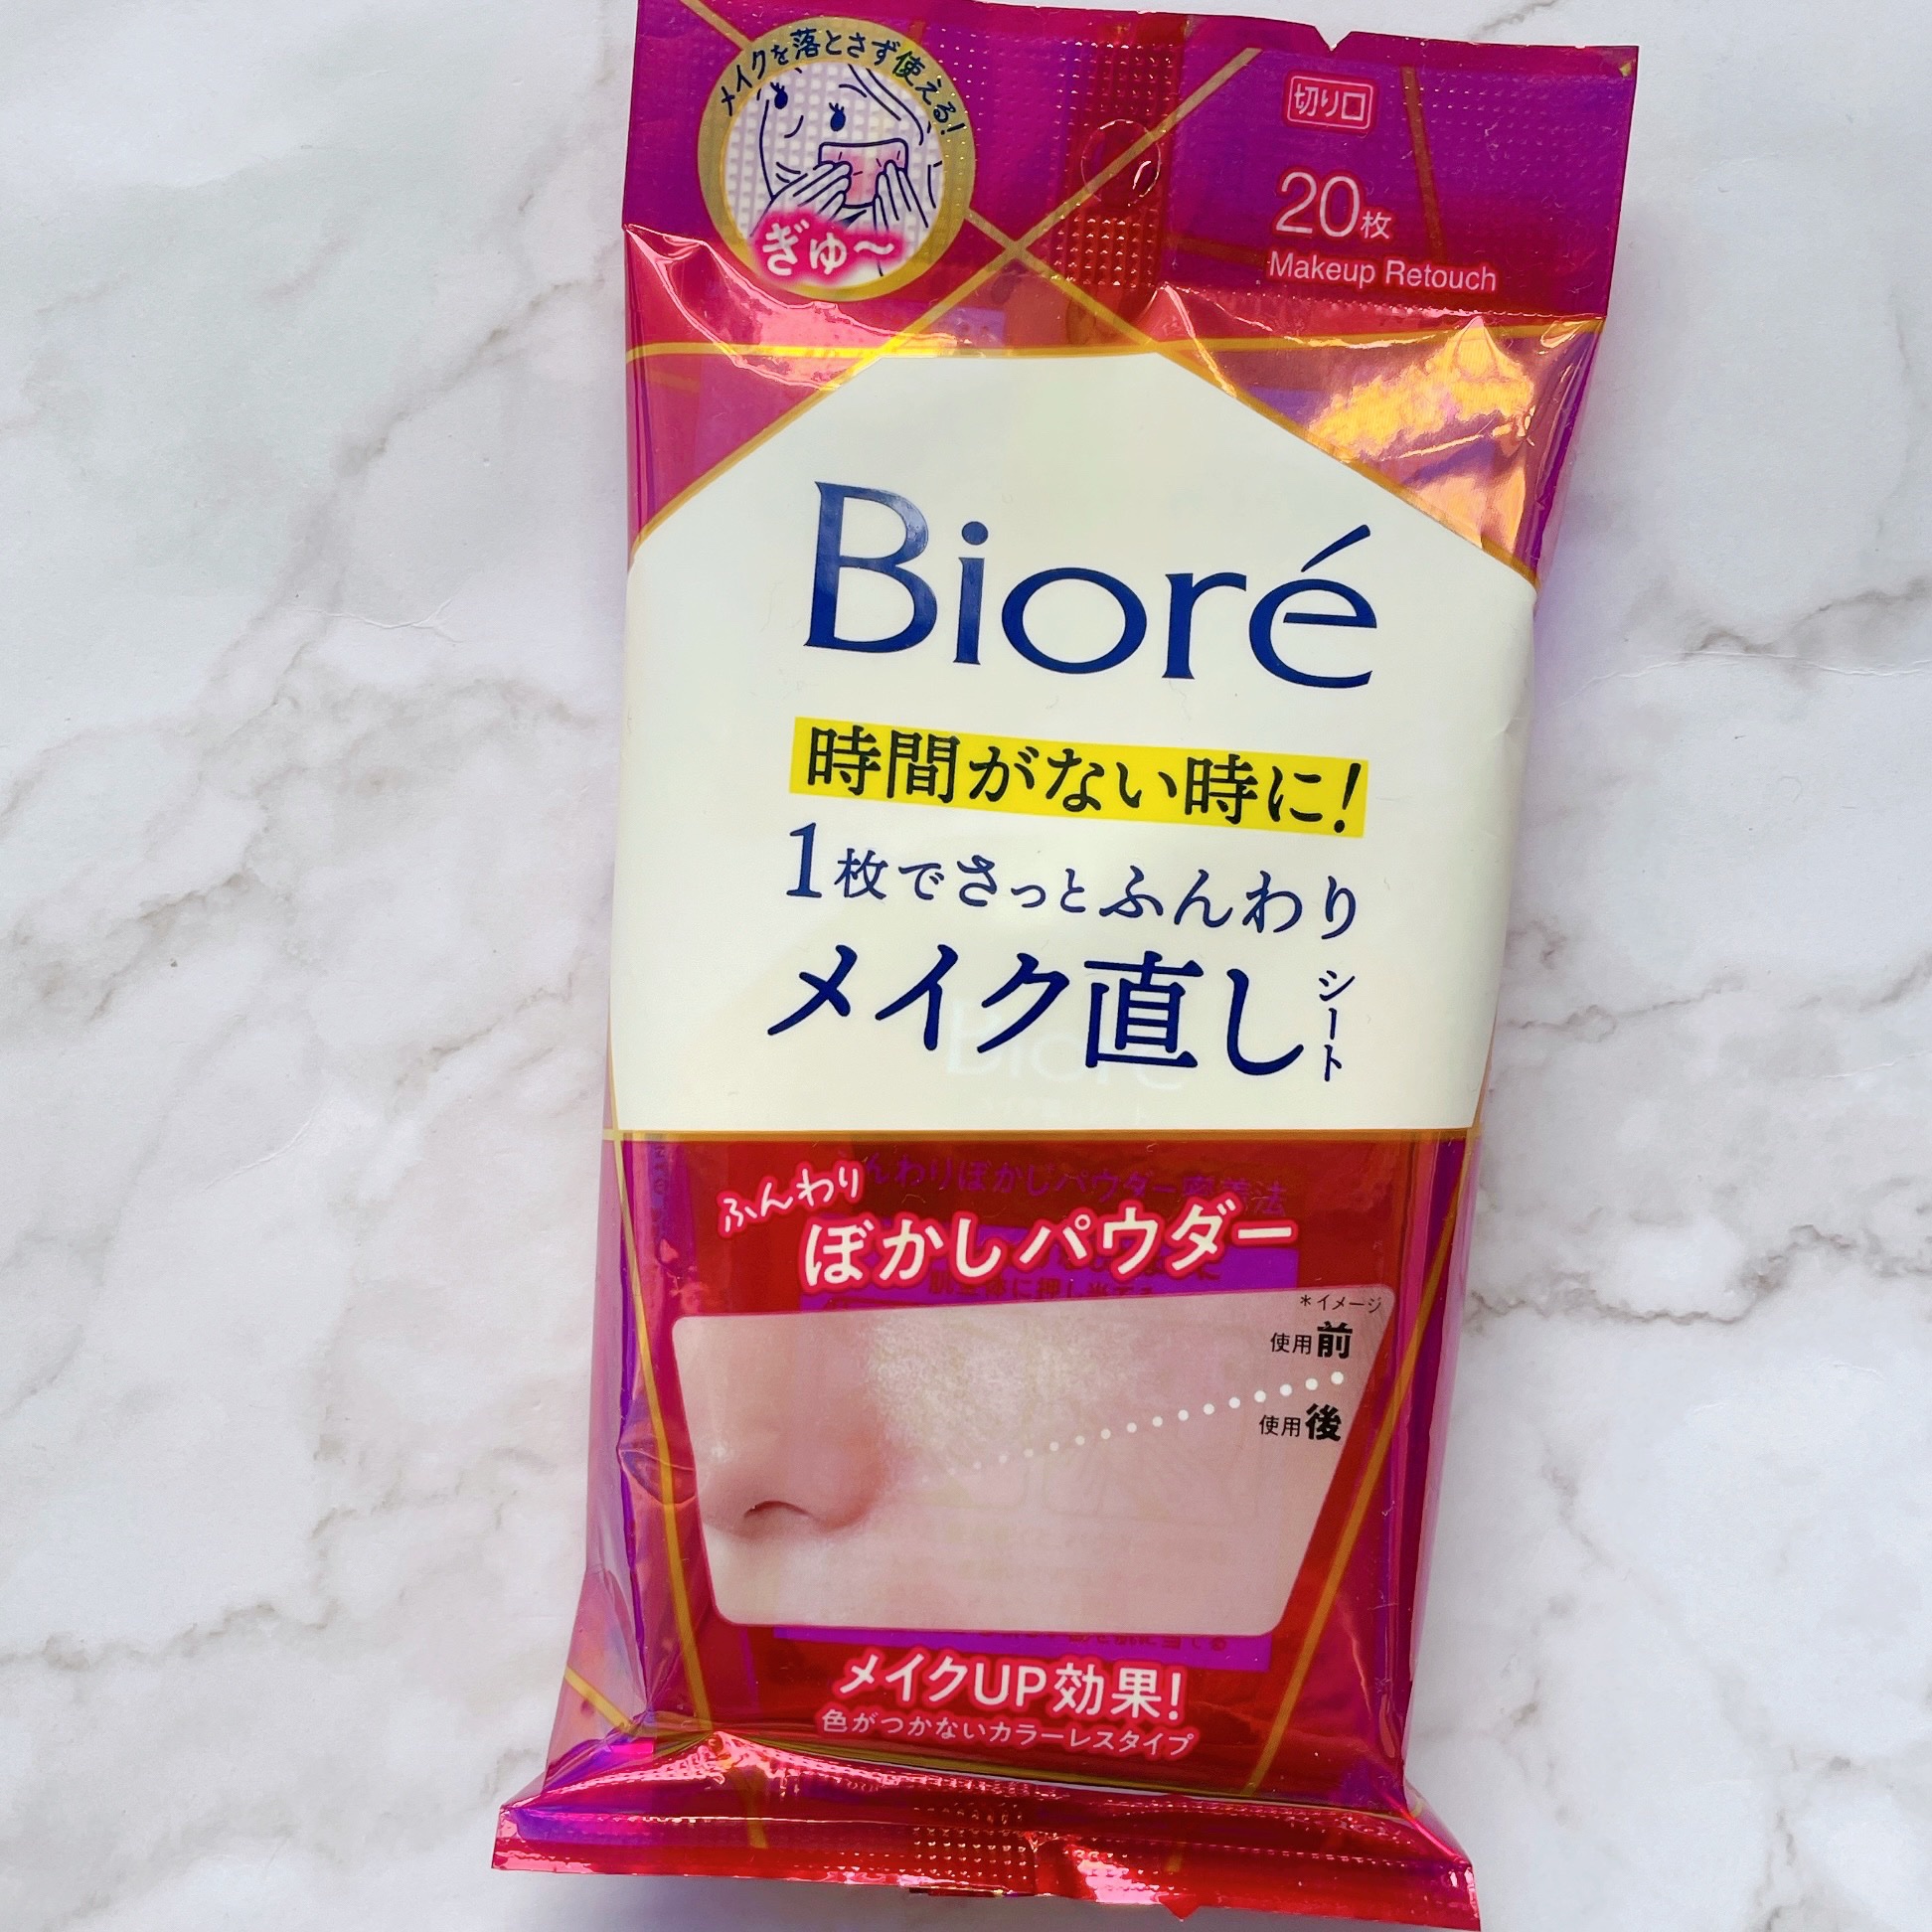 メイクを落とさず使える!
ぎゅ〜
切り口
20枚
Makeup Retouch
Bioré
時間がない時に!
1枚でさっとふんわり
メイク直しシート
ふんわり
ぼかしパウダー
*イメージ
使用前
使用後
メイクUP効果!
色がつかないカラーレスタイプ